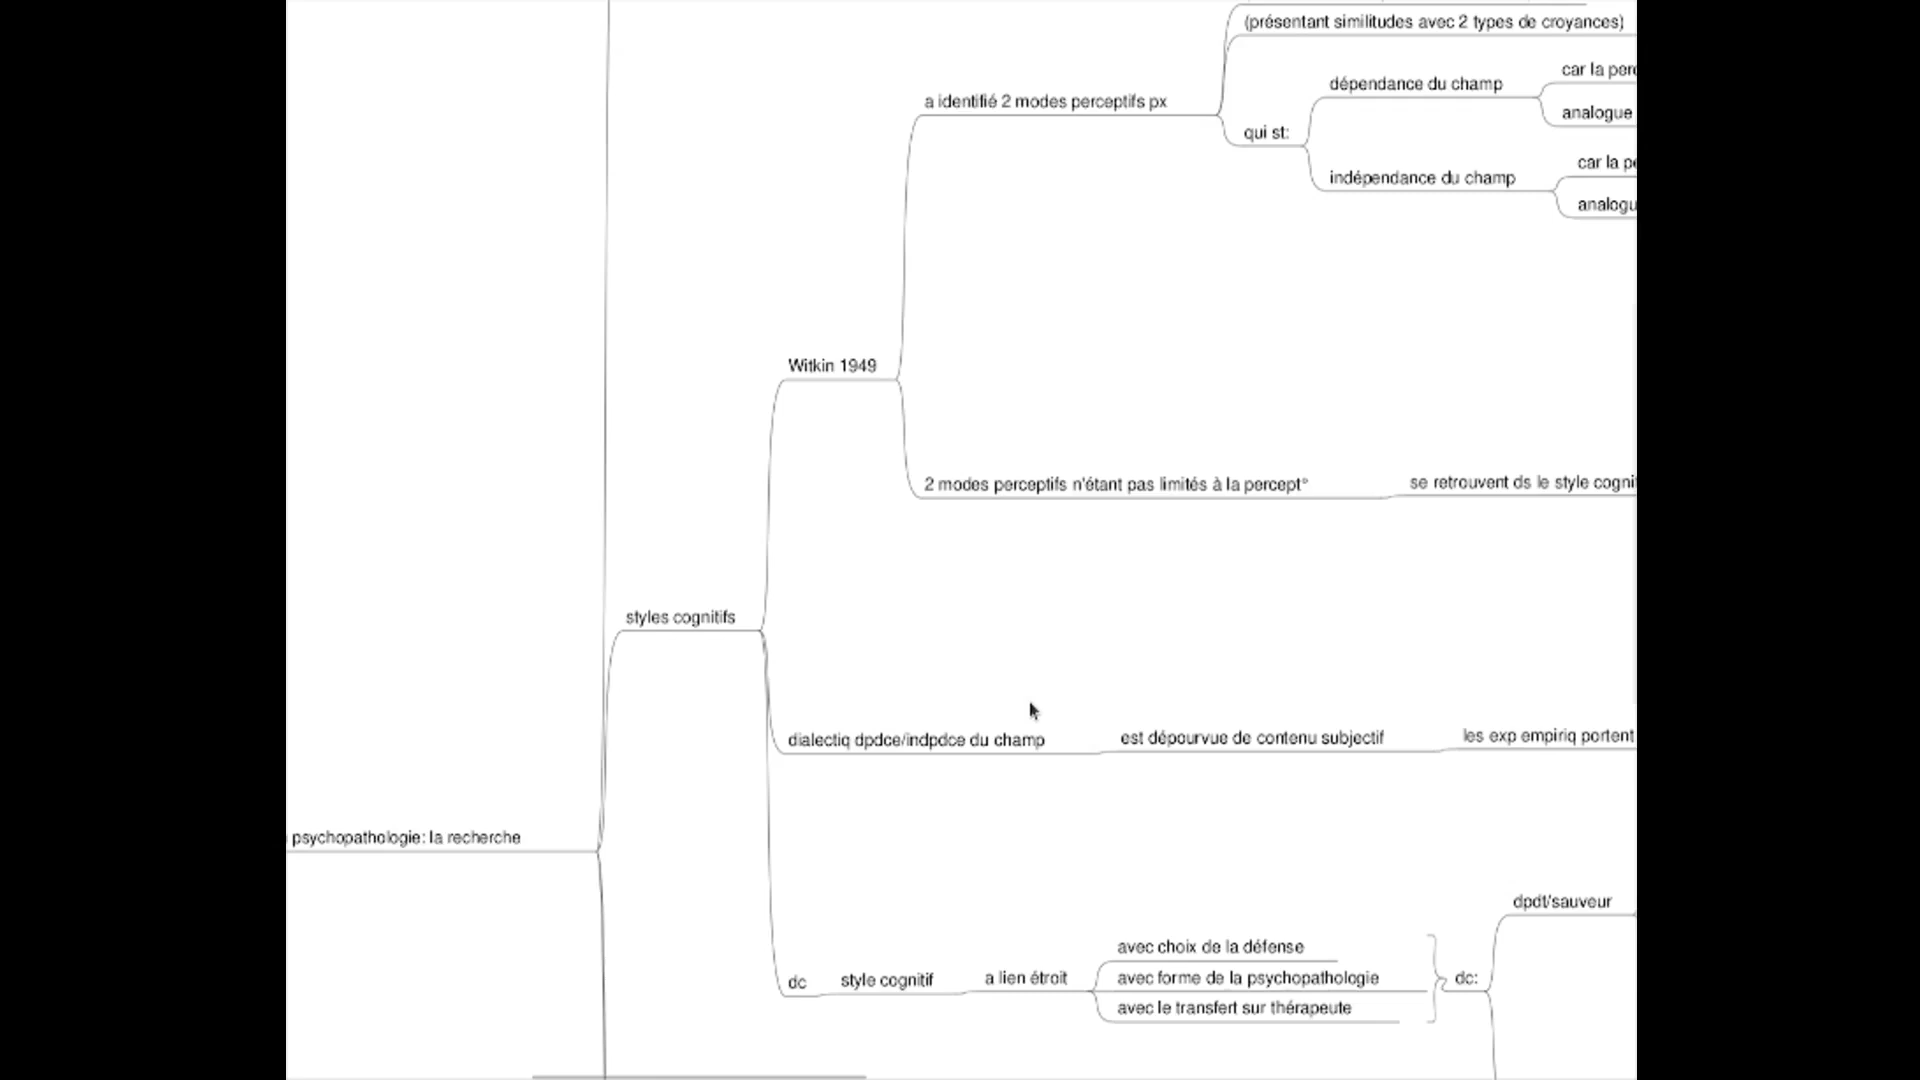 (présentant similitudes avec 2 types de croyances)
car la
dépendance du champ
a identifié 2 modes perceptifs px
analogue
qui st:
car la
indépendance du champ
Witkin 1949
2 modes perceptifs n'étant pas limités à la percept°
se retrouvent ds le style
styles cognitifs
dialectiq dpdce/indpdce du champ
est dépourvue de contenu subjectif
les exp empiriq portent
psychopathologie: la recherche
dpdt/sauveur
avec choix de la défense
dc
style cognitif
a lien étroit
avec forme de la psychopathologie
dc:
avec le transfert sur thérapeute